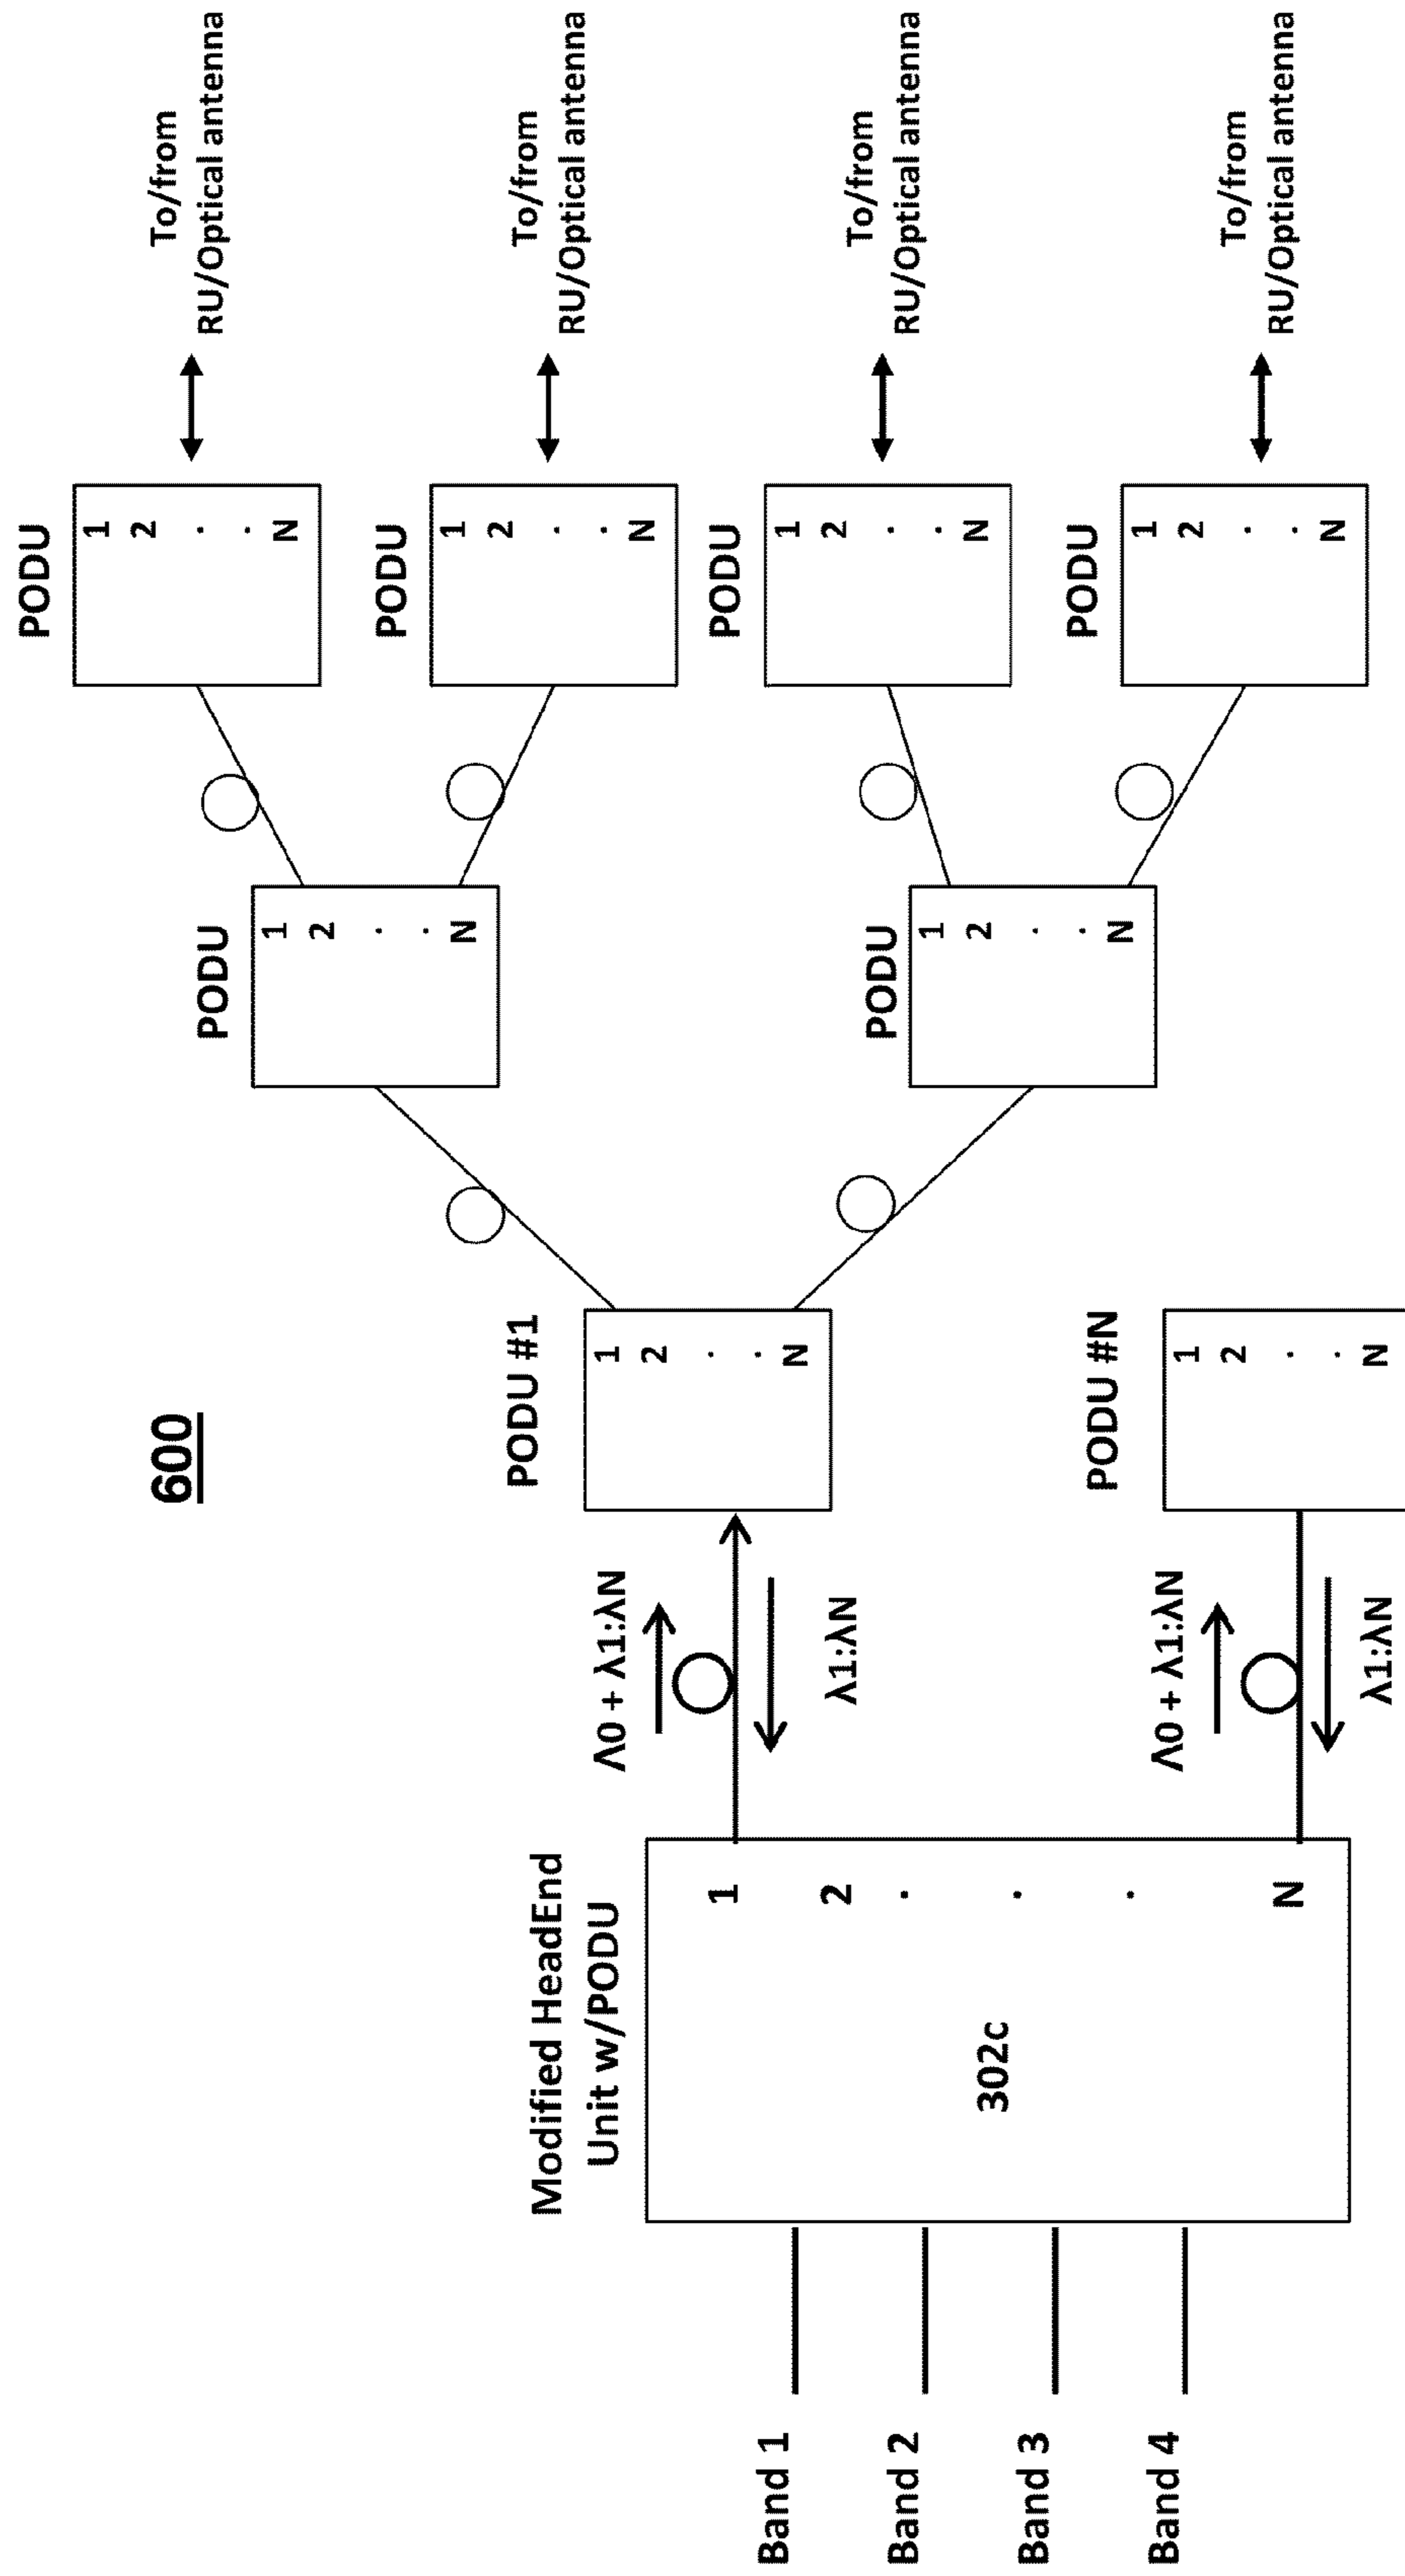 600
Modified HeadEnd
Unit w/PODU
302c
1
2
.
.
.
N
Band 1
Band 2
Band 3
Band 4
Λ0 + λ1:λN
λ1:λN
Λ0 + λ1:λN
λ1:λN
PODU #1
1
2
.
.
N
PODU #N
1
2
.
.
N
PODU
1
2
.
.
N
PODU
1
2
.
.
N
PODU
1
2
.
.
N
PODU
1
2
.
.
N
PODU
1
2
.
.
N
PODU
1
2
.
.
N
To/from
RU/Optical antenna
To/from
RU/Optical antenna
To/from
RU/Optical antenna
To/from
RU/Optical antenna